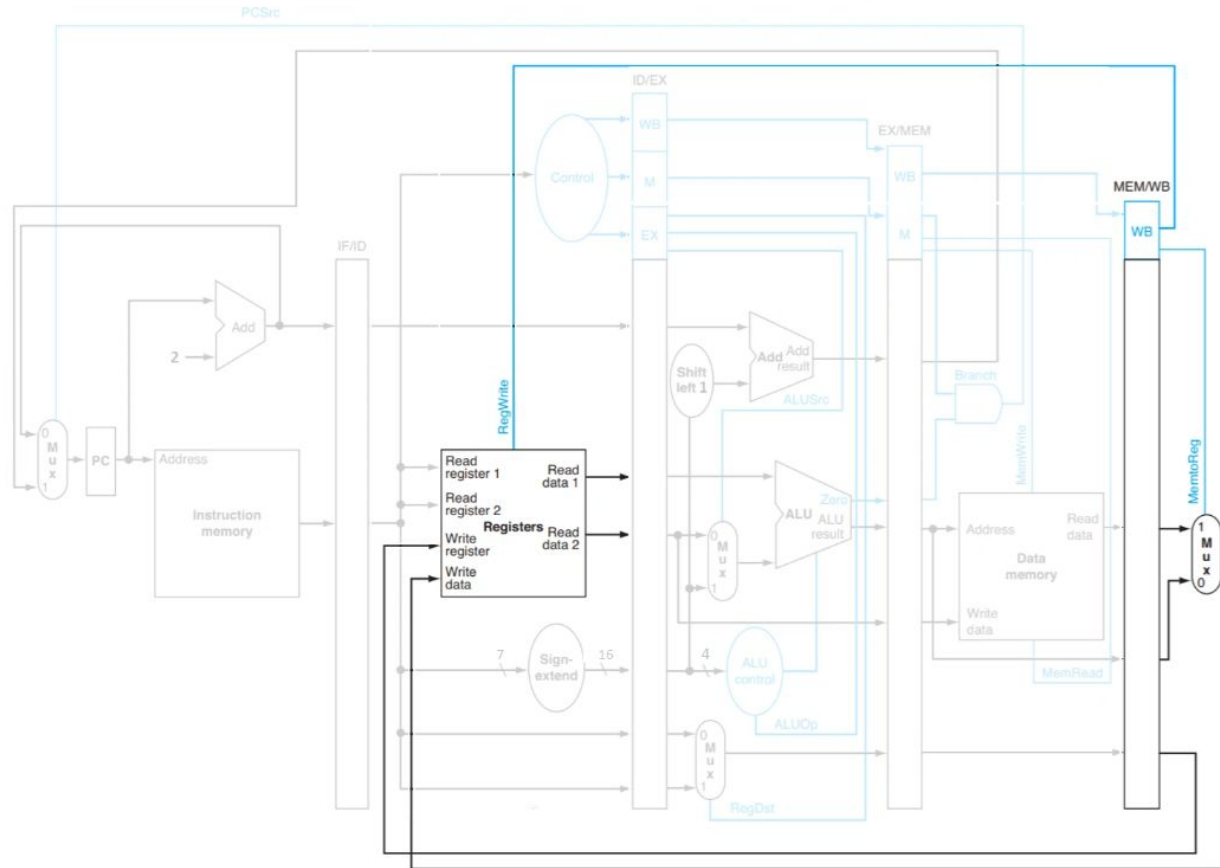 PCSrc
ID/EX
WB
EX/MEM
Control
M
WB
MEM/WB
IF/ID
EX
M
WB
Add
2
Shift
left 1
Add
Add
result
Branch
RegWrite
ALUSrc
MemWrite
MemtoReg
0
M
u
x
1
PC
Address
Instruction
memory
Read
register 1
Read
register 2
Write
register
Write
data
Registers
Read
data 1
Read
data 2
0
M
u
x
1
ALU
Zero
ALU
result
Address
Write
data
Data
memory
Read
data
1
M
u
x
0
7
Sign-
extend
16
4
ALU
control
MemRead
ALUOp
0
M
u
x
1
RegDst